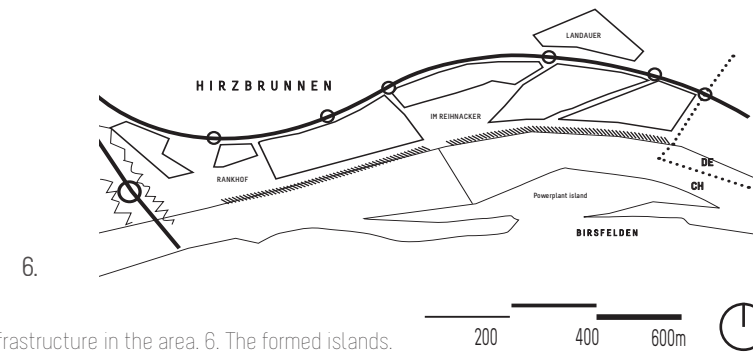 LANDAUER
HIRZBRUNNEN
IM REIHNACKER
RANKHOF
DE
CH
Powerplant island
BIRSFELDEN
6.
frastructure in the area. 6. The formed islands.
200 400 600m